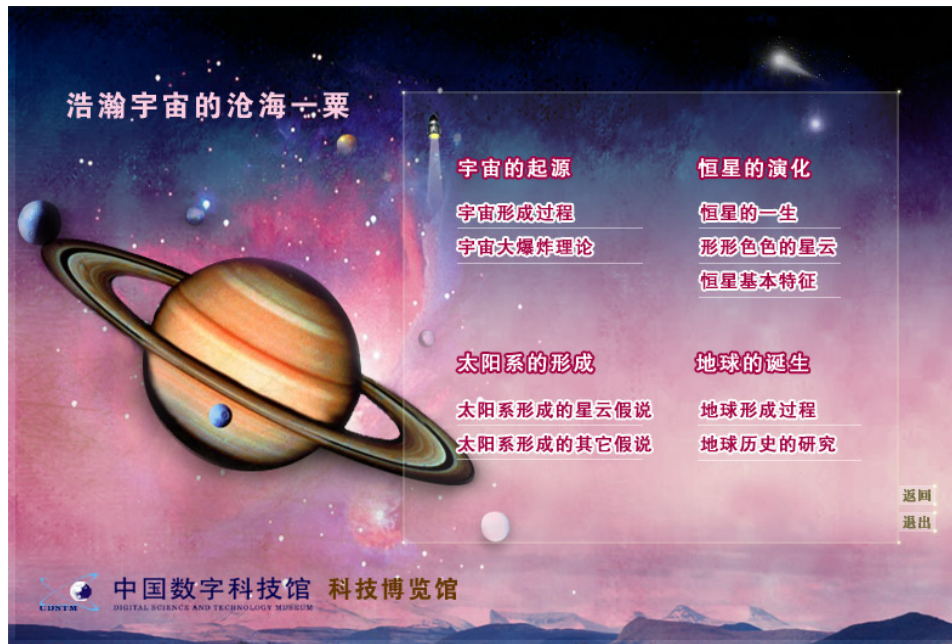 浩瀚宇宙的沧海一粟
宇宙的起源
宇宙形成过程
宇宙大爆炸理论
恒星的演化
恒星的一生
形形色色的星云
恒星基本特征
太阳系的形成
太阳系形成的星云假说
太阳系形成的其它假说
地球的诞生
地球形成过程
地球历史的研究
返回
退出
中国数字科技馆 科技博览馆
DIGITAL SCIENCE AND TECHNOLOGY MUSEUM